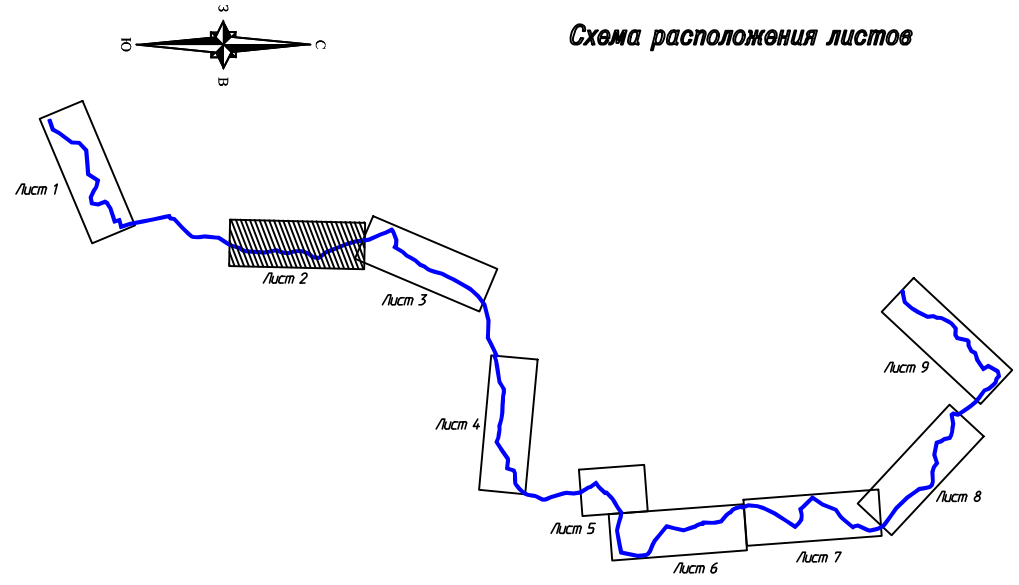 З
Ю
С
В
Схема расположения листов
Лист 1
Лист 2
Лист 3
Лист 4
Лист 5
Лист 6
Лист 7
Лист 8
Лист 9